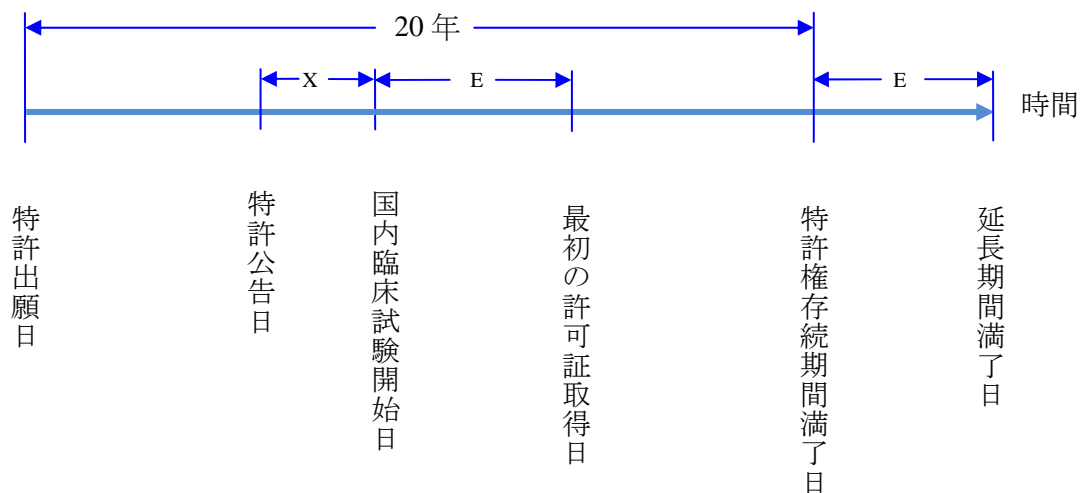 20 年
X
E
E
時間
特許出願日
特許公告日
国内臨床試験開始日
最初の許可証取得日
特許権存続期間満了日
延長期間満了日